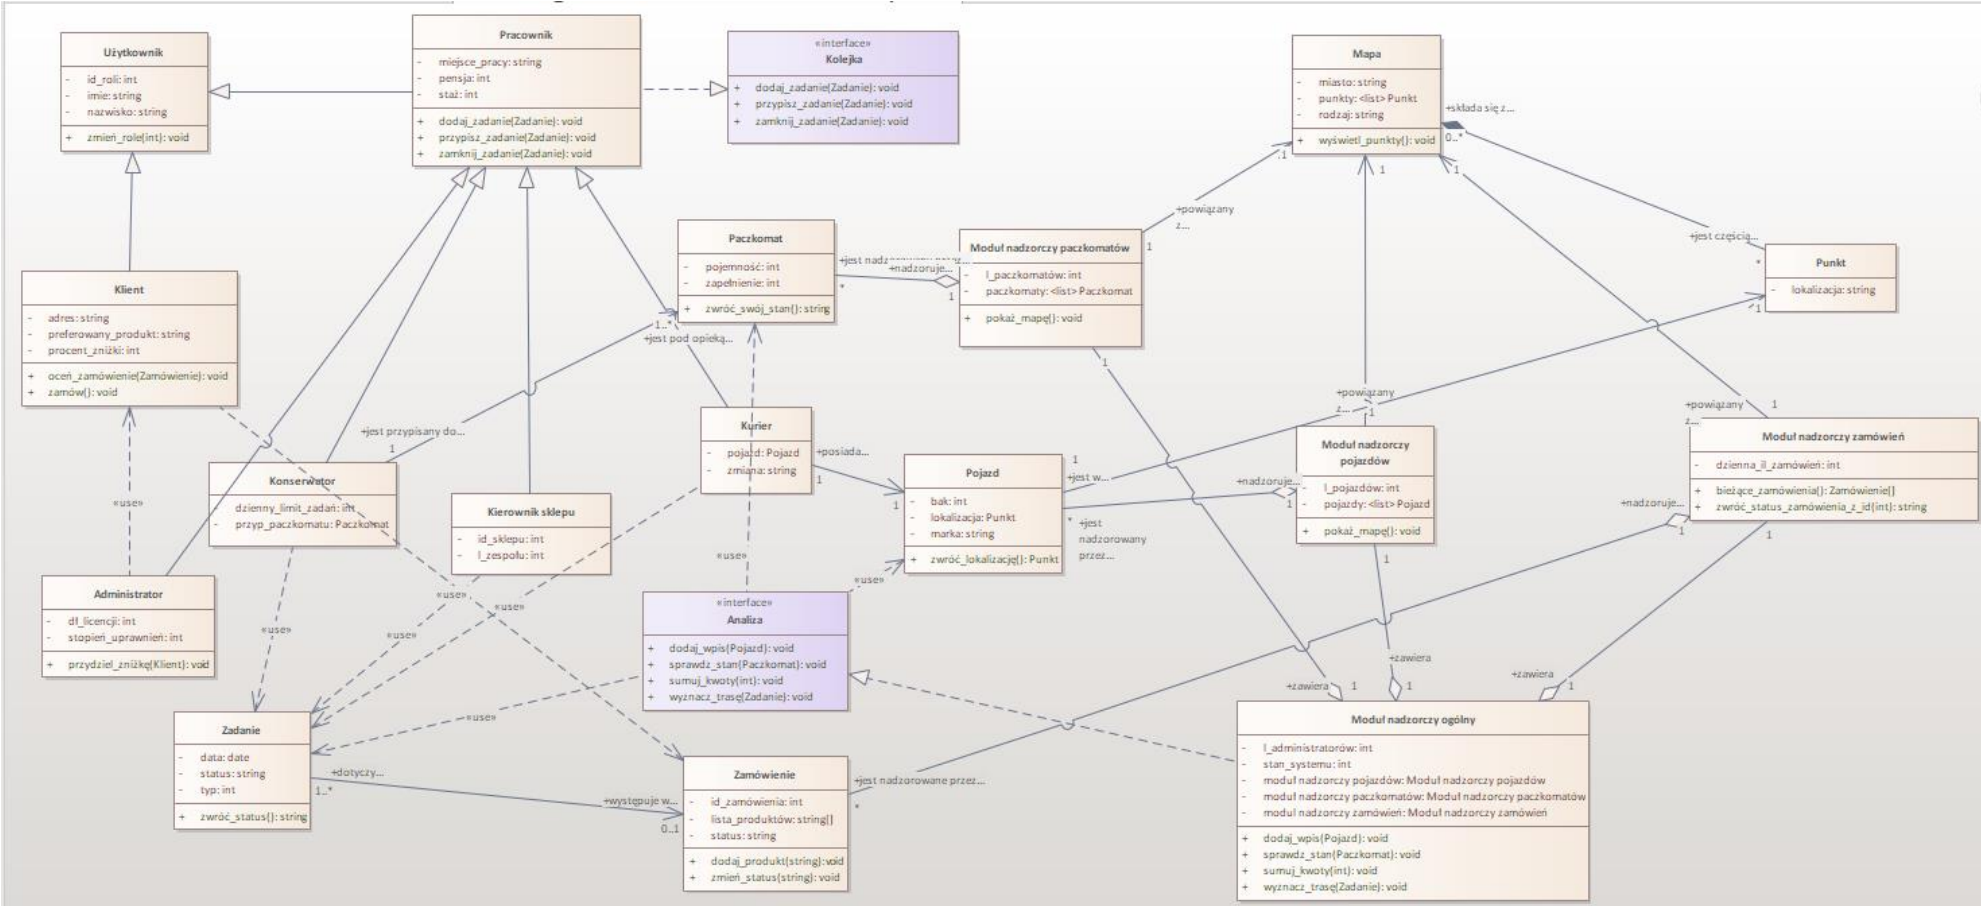 Użytkownik
- id_roli: int
- imie: string
- nazwisko: string
+ zmień_role(int): void
Pracownik
- miejsce_pracy: string
- pensja: int
- staż: int
+ dodaj_zadanie(Zadanie): void
+ przypisz_zadanie(Zadanie): void
+ zamknij_zadanie(Zadanie): void
«interface»
Kolejka
+ dodaj_zadanie(Zadanie): void
+ przypisz_zadanie(Zadanie): void
+ zamknij_zadanie(Zadanie): void
Mapa
- miasto: string
- punkty: <list> Punkt
- rodzaj: string
+ wyświetl_punkty(): void
+składa się z...
0..*
1
1
1
+powiązany
z...
1
+jest częścią...
*
Punkt
- lokalizacja: string
1
Paczkomat
- pojemność: int
- zapełnienie: int
+ zwróć_swój_stan(): string
+jest
+nadzoruje...
*
1
Moduł nadzorczy paczkomatów
- l_paczkomatów: int
- paczkomaty: <list> Paczkomat
+ pokaż_mapę(): void
1
Klient
- adres: string
- preferowany_produkt: string
- procent_zniżki: int
+ oceń_zamówienie(Zamówienie): void
+ zamów(): void
1..*
+jest pod opieką...
+jest przypisany do...
1
«use»
Konserwator
- dzienny_limit_zadań: int
- przyp_paczkomatu: Paczkomat
Kierownik sklepu
- id_sklepu: int
- l_zespołu: int
Kurier
- pojazd: Pojazd
- zmiana: string
+posiada...
1
1
Pojazd
- bak: int
- lokalizacja: Punkt
- marka: string
+ zwróć_lokalizację(): Punkt
1
+jest w...
* +jest
nadzorowany
przez...
+nadzoruje...
1
+powiązany
z...
1
Moduł nadzorczy
pojazdów
- l_pojazdów: int
- pojazdy: <list> Pojazd
+ pokaż_mapę(): void
1
+powiązany
z...
1
Moduł nadzorczy zamówień
- dzienna_il_zamówień: int
+ bieżące_zamówienia(): Zamówienie[]
+ zwróć_status_zamówienia_z_id(int): string
+nadzoruje...
1
1
Administrator
- dł_licencji: int
- stopień_uprawnień: int
+ przydziel_zniżkę(Klient): void
«use»
«use»
«use»
«use»
«use»
«use»
«use»
«interface»
Analiza
+ dodaj_wpis(Pojazd): void
+ sprawdz_stan(Paczkomat): void
+ sumuj_kwoty(int): void
+ wyznacz_trasę(Zadanie): void
Zadanie
- data: date
- status: string
- typ: int
+ zwróć_status(): string
+dotyczy...
1..*
+występuje w...
0..1
Zamówienie
- id_zamówienia: int
- lista_produktów: string[]
- status: string
+ dodaj_produkt(string): void
+ zmień_status(string): void
+jest nadzorowane przez...
*
+zawiera
1
+zawiera
1
+zawiera
1
Moduł nadzorczy ogólny
- l_administratorów: int
- stan_systemu: int
- moduł nadzorczy pojazdów: Moduł nadzorczy pojazdów
- moduł nadzorczy paczkomatów: Moduł nadzorczy paczkomatów
- moduł nadzorczy zamówień: Moduł nadzorczy zamówień
+ dodaj_wpis(Pojazd): void
+ sprawdz_stan(Paczkomat): void
+ sumuj_kwoty(int): void
+ wyznacz_trasę(Zadanie): void